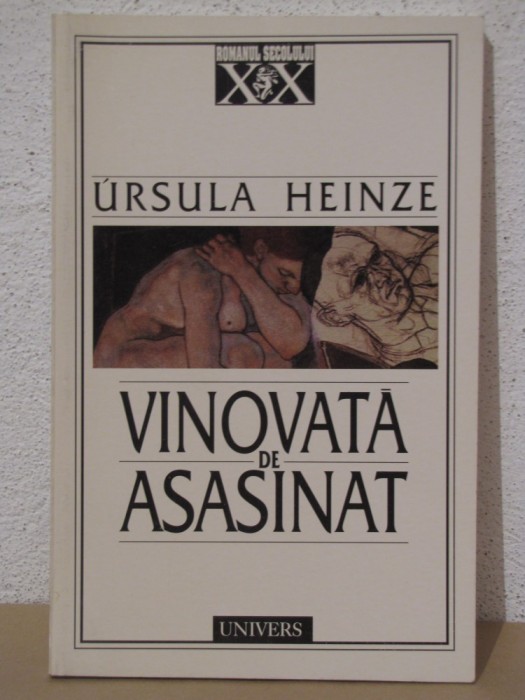 ROMANUL SECOLULUI
XX
ÚRSULA HEINZE
VINOVATĂ
DE
ASASINAT
UNIVERS